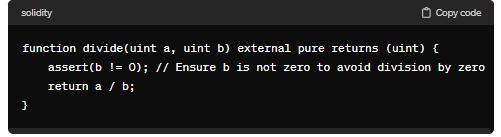 solidity Copy code
function divide(uint a, uint b) external pure returns (uint) {
    assert(b != 0); // Ensure b is not zero to avoid division by zero
    return a / b;
}